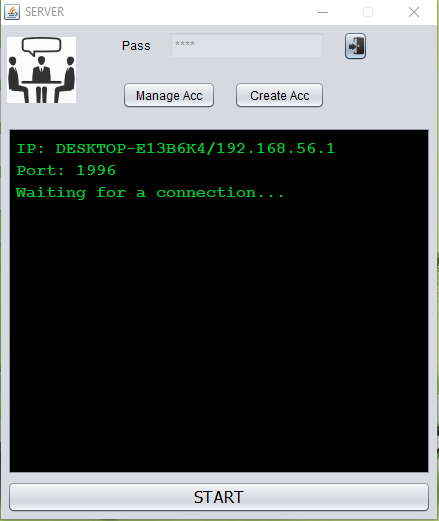 SERVER
Pass ****
Manage Acc Create Acc
IP: DESKTOP-E13B6K4/192.168.56.1
Port: 1996
Waiting for a connection...
START